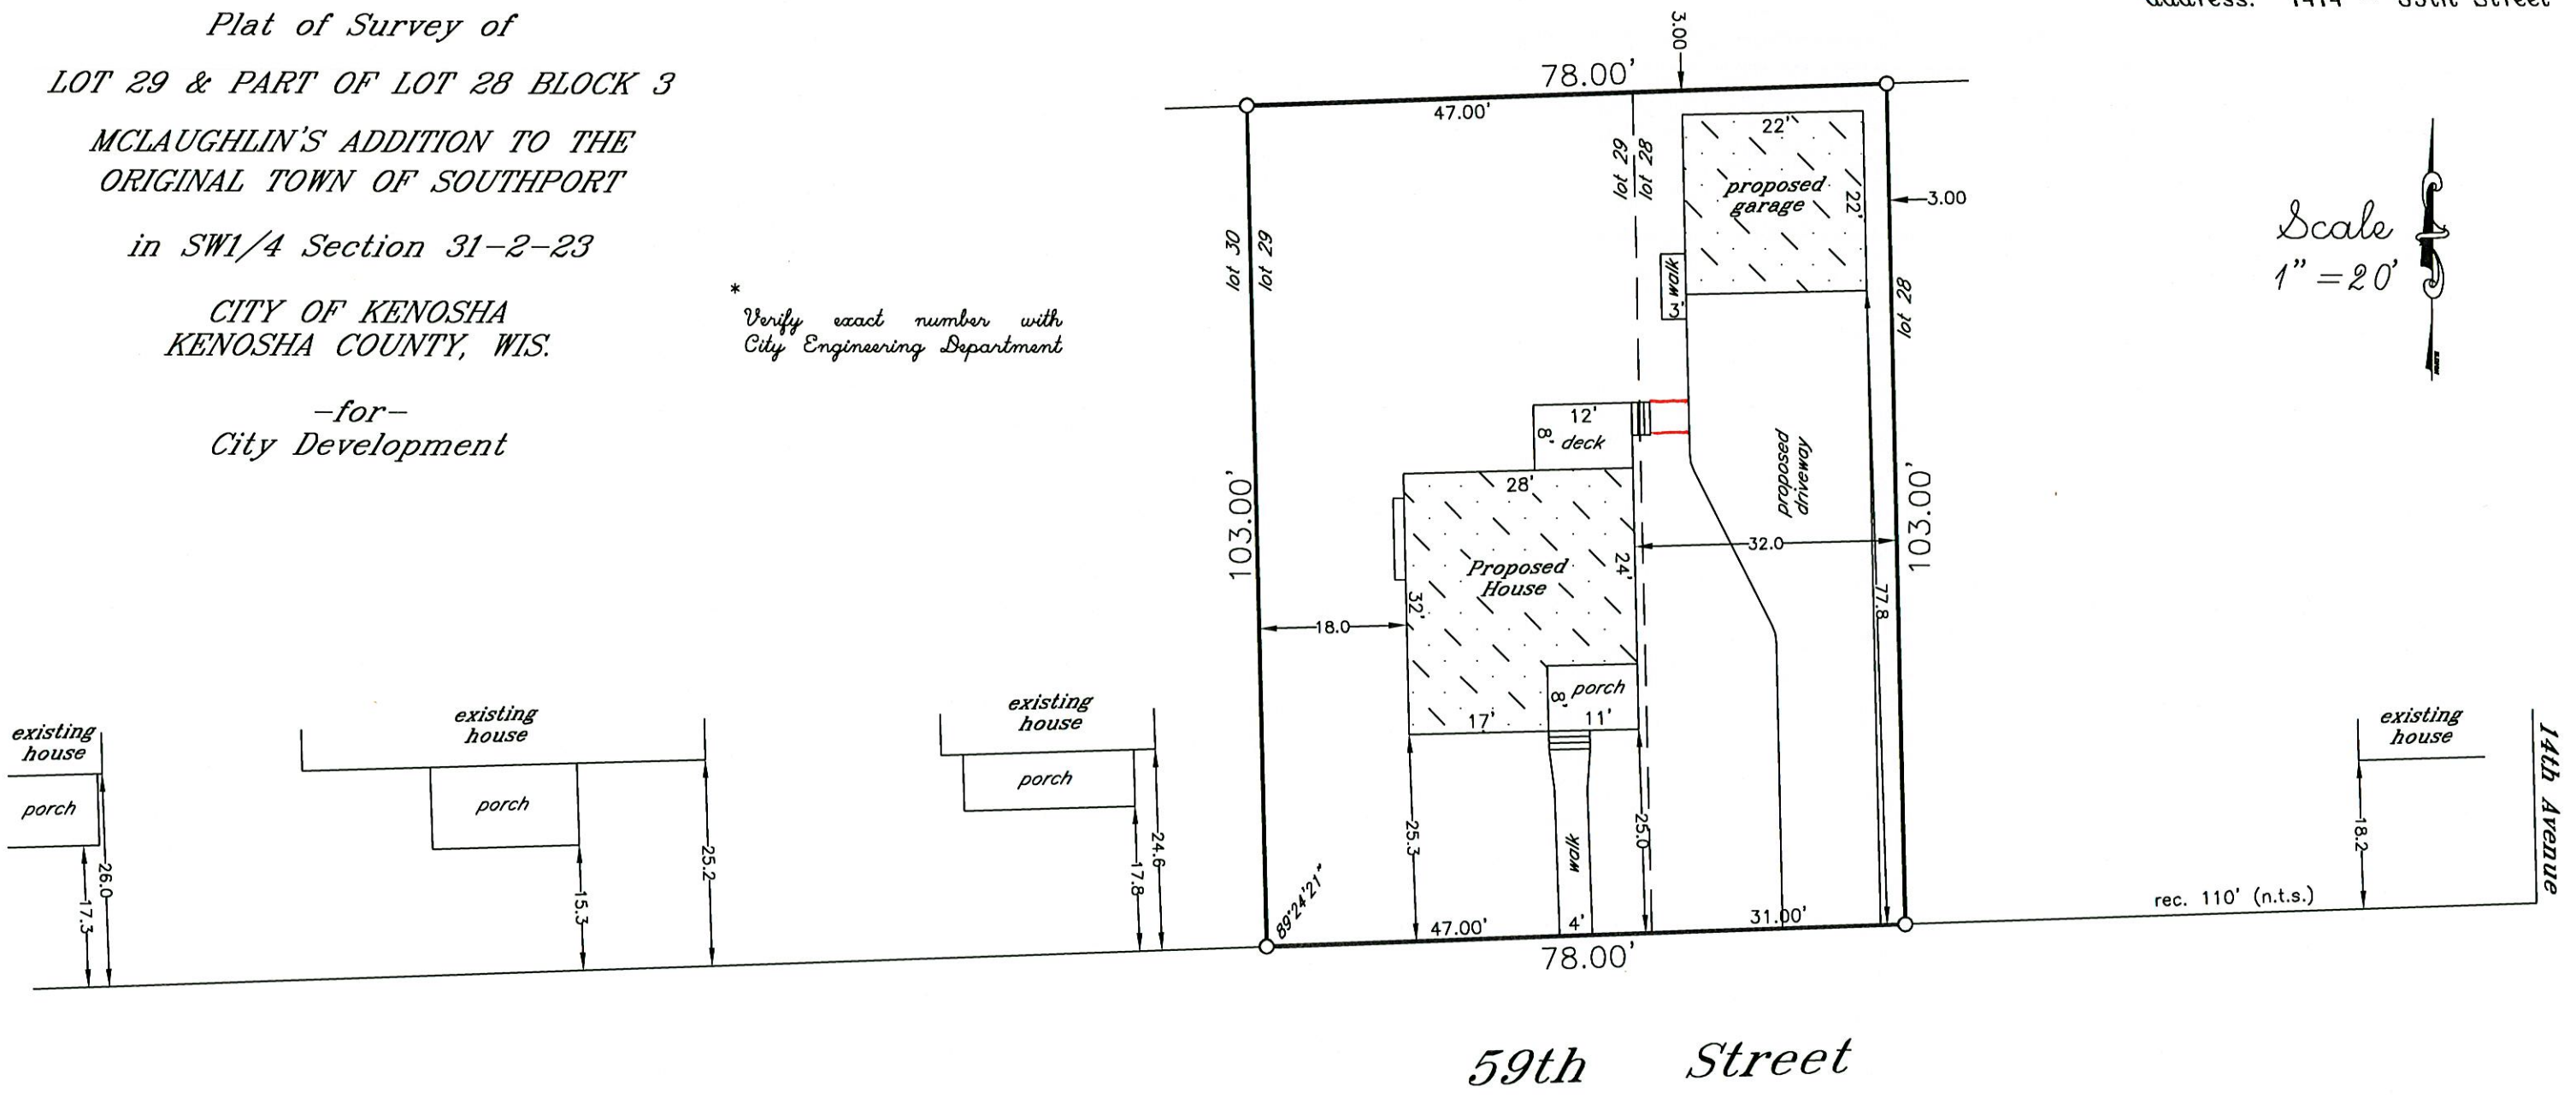 Plat of Survey of
LOT 29 & PART OF LOT 28 BLOCK 3
MCLAUGHLIN'S ADDITION TO THE
ORIGINAL TOWN OF SOUTHPORT
in SW1/4 Section 31-2-23
CITY OF KENOSHA
KENOSHA COUNTY, WIS.
-for-
City Development
*
Verify exact number with
City Engineering Department
3.00
78.00'
47.00'
lot 29
lot 28
22'
proposed
garage
22'
3.00
Scale
1"=20'
lot 30
lot 29
walk
3'
lot 28
12'
8'
deck
proposed
driveway
103.00'
28'
103.00'
32.0
24'
Proposed
House
32'
77.8
18.0
8'
porch
17'
11'
existing
house
porch
17.3
26.0
existing
house
porch
15.3
25.2
existing
house
porch
17.8
24.6
25.3
walk
25.0
existing
house
18.2
14th Avenue
rec. 110' (n.t.s.)
47.00'
4'
31.00'
78.00'
59th Street